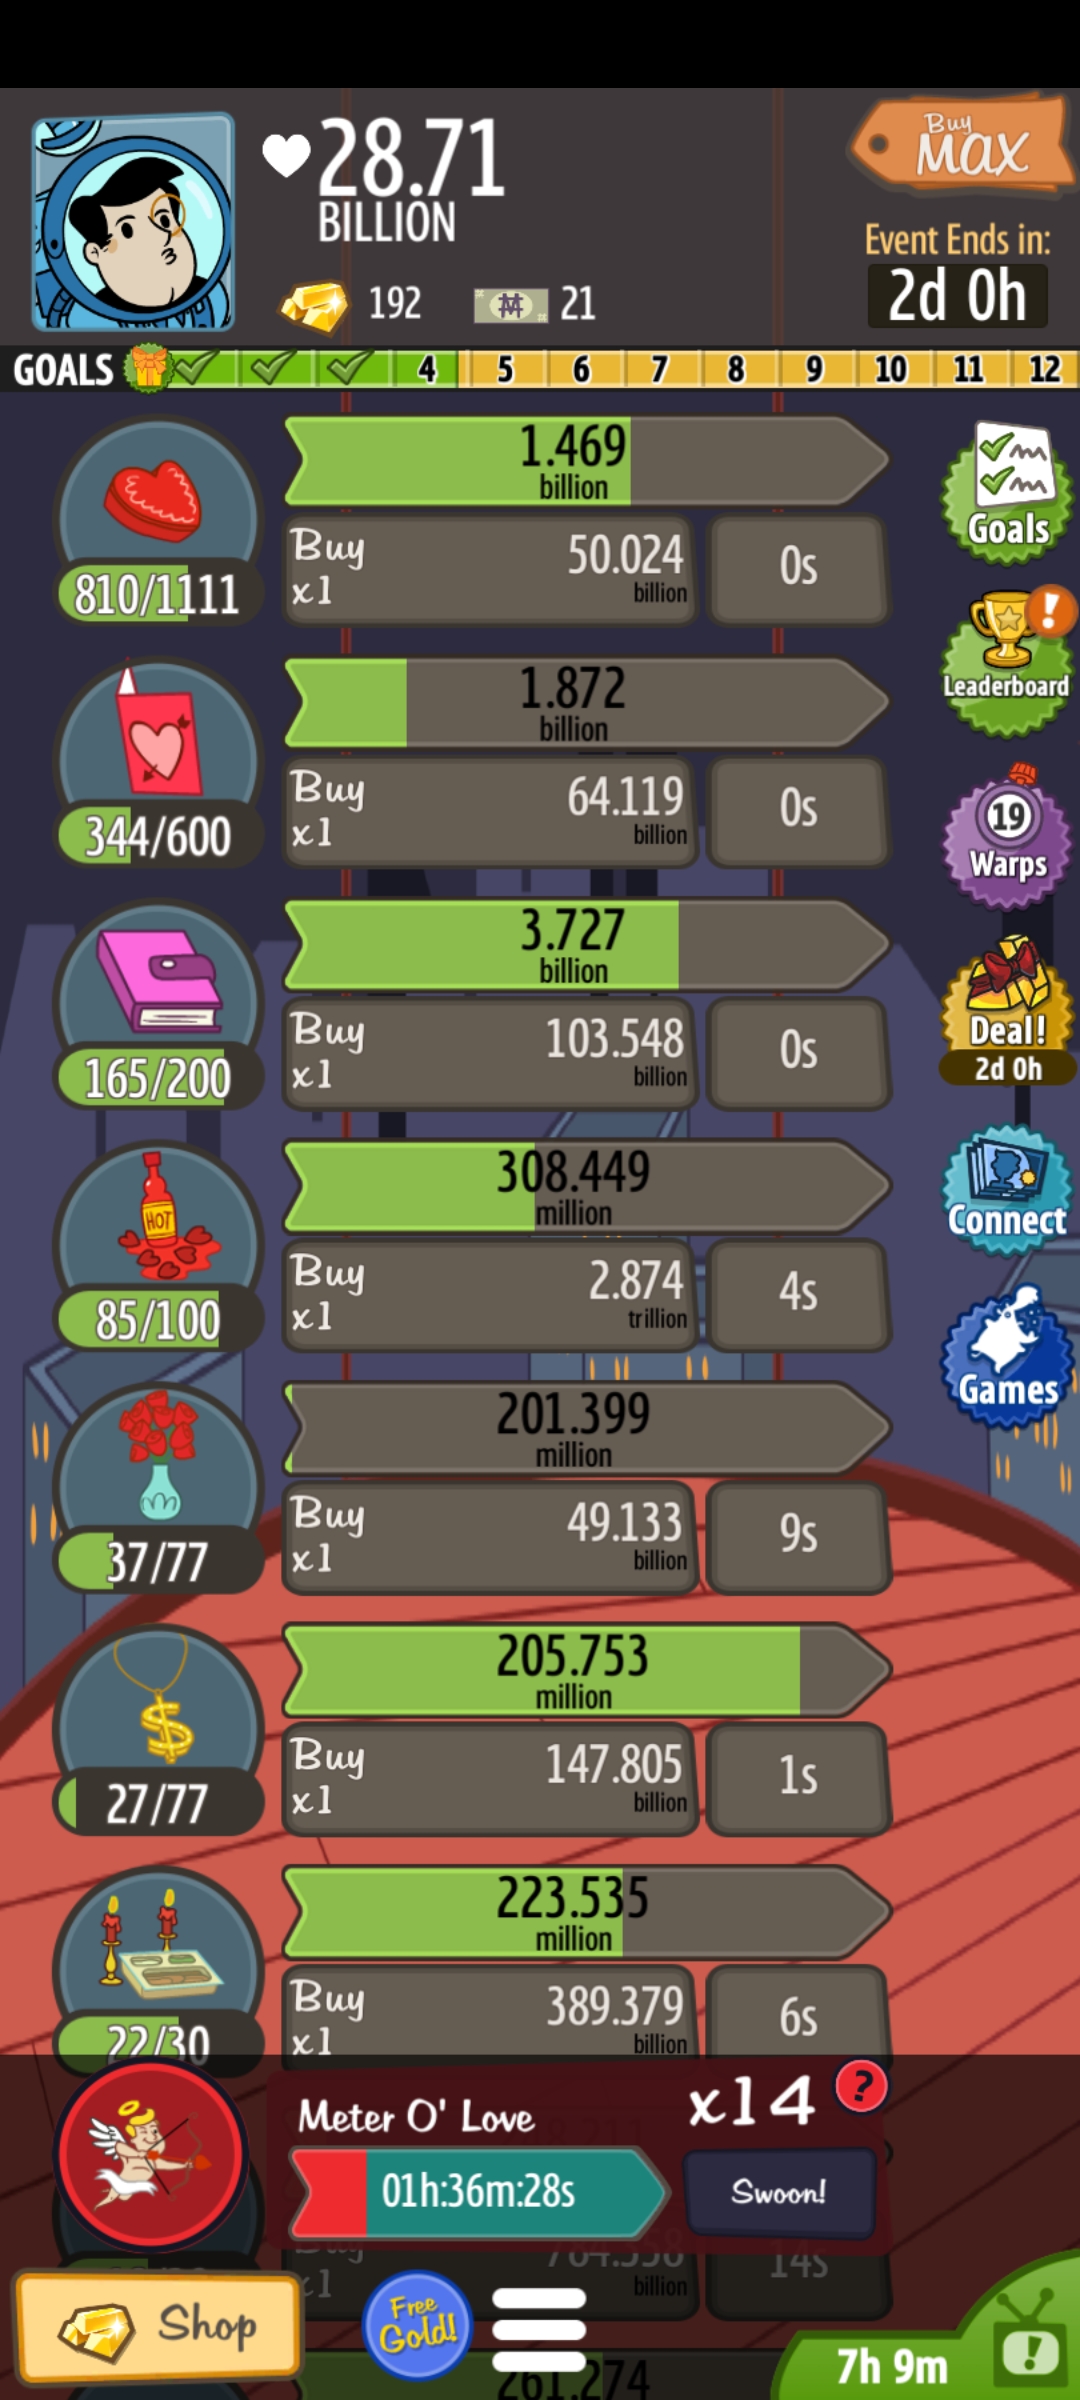 28.71
BILLION
192
21
Buy
MAX
Event Ends in:
2d 0h
GOALS 4 5 6 7 8 9 10 11 12
1.469
billion
810/1111
Buy
x1
50.024
billion
0s
Goals
1.872
billion
344/600
Buy
x1
64.119
billion
0s
!
Leaderboard
19
Warps
3.727
billion
165/200
Buy
x1
103.548
billion
0s
Deal!
2d 0h
HOT
308.449
million
85/100
Buy
x1
2.874
trillion
4s
Connect
201.399
million
37/77
Buy
x1
49.133
billion
9s
Games
$
205.753
million
27/77
Buy
x1
147.805
billion
1s
223.535
million
22/30
Buy
x1
389.379
billion
6s
Meter O' Love
x14
?
01h:36m:28s
Swoon!
x1
784.558
billion
14s
Shop
Free
Gold!
261.274
7h 9m
!